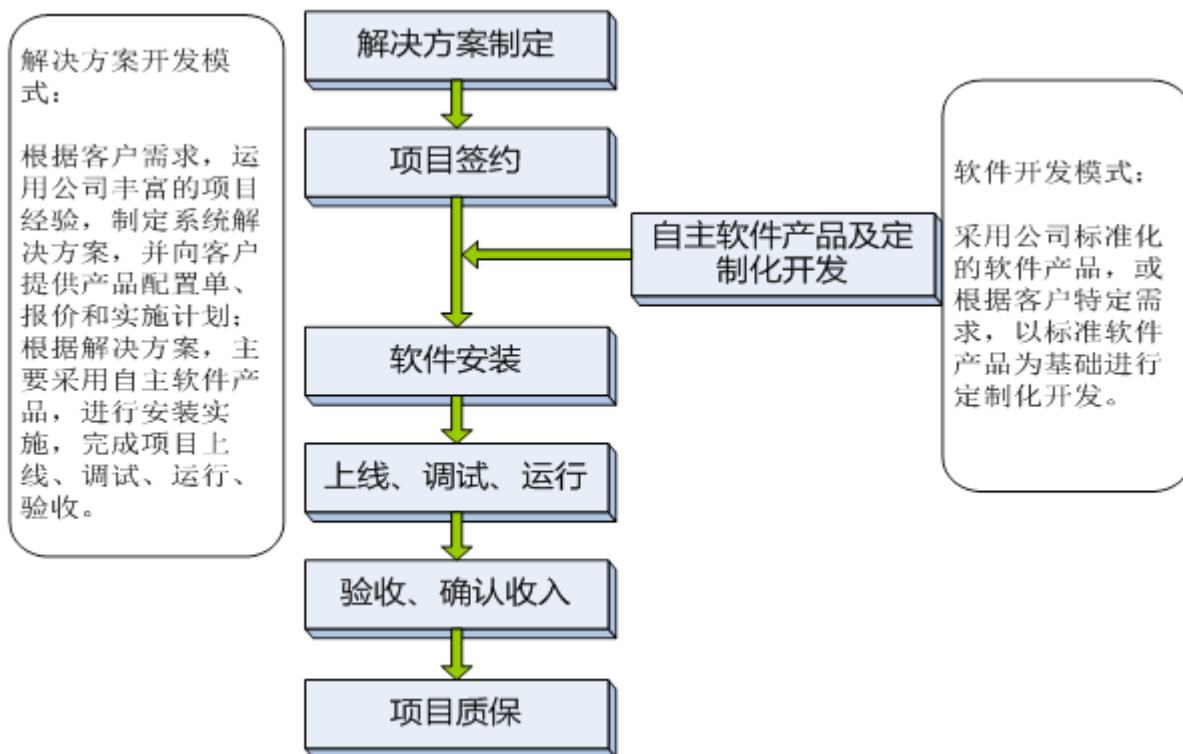 解决方案开发模
式：
根据客户需求，运
用公司丰富的项目
经验，制定系统解
决方案，并向客户
提供产品配置单、
报价和实施计划；
根据解决方案，主
要采用自主软件产
品，进行安装实
施，完成项目上
线、调试、运行、
验收。
解决方案制定
项目签约
自主软件产品及定
制化开发
软件安装
上线、调试、运行
验收、确认收入
项目质保
软件开发模式：
采用公司标准化
的软件产品，或
根据客户特定需
求，以标准软件
产品为基础进行
定制化开发。